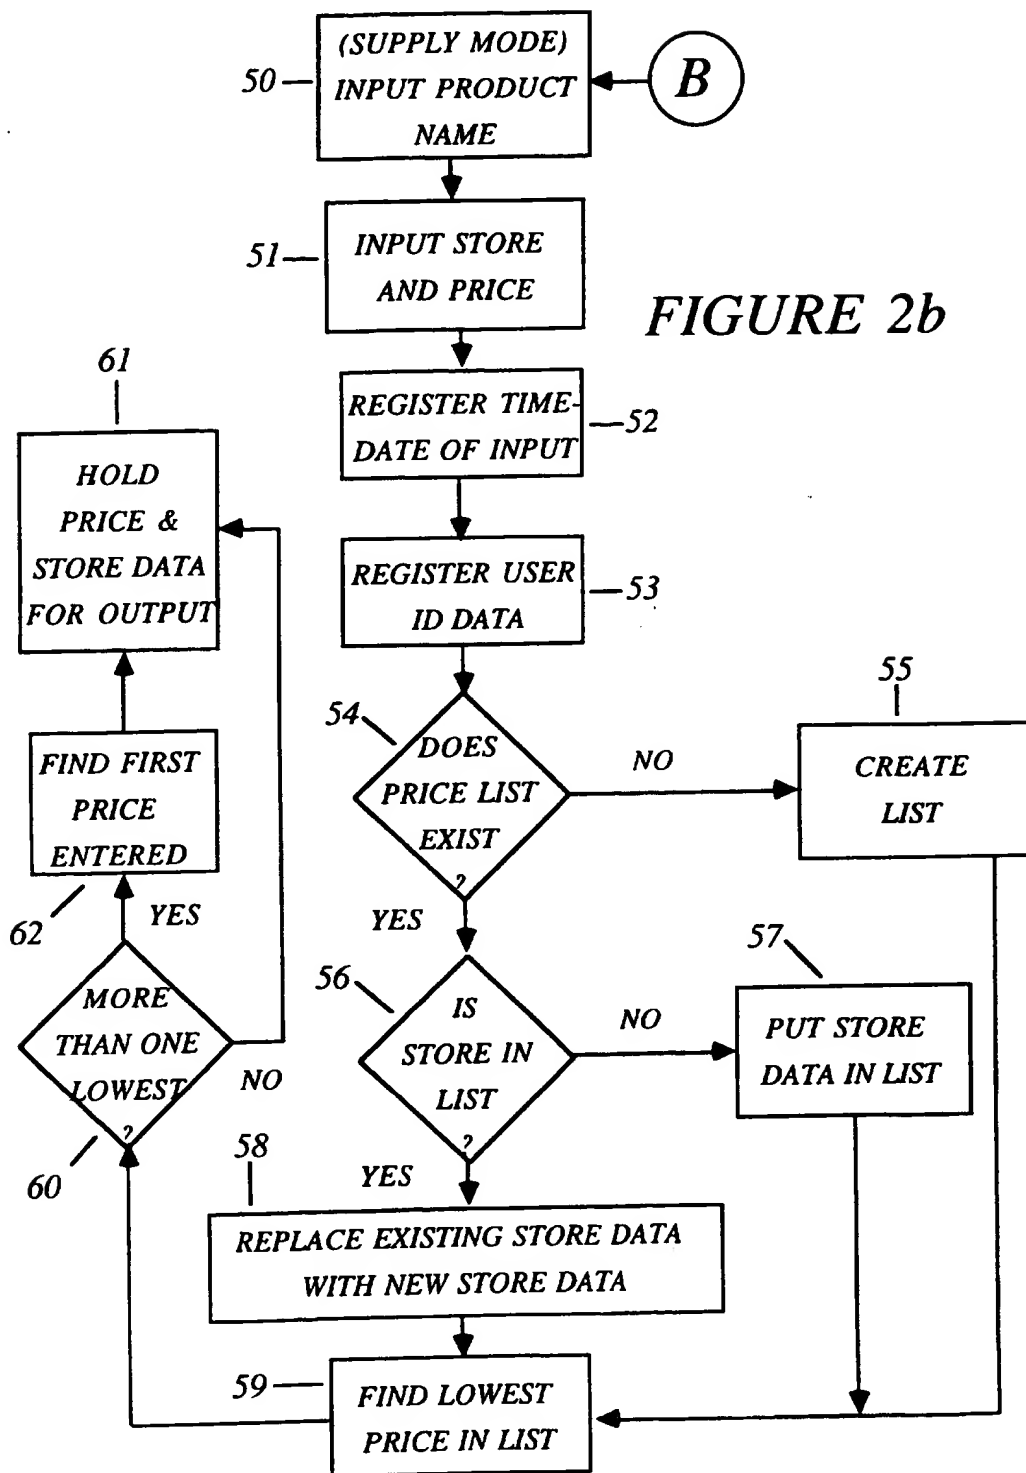 (SUPPLY MODE)
INPUT PRODUCT
NAME
50
B
INPUT STORE
AND PRICE
51
FIGURE 2b
REGISTER TIME-
DATE OF INPUT
52
REGISTER USER
ID DATA
53
54
DOES
PRICE LIST
EXIST
?
NO
55
CREATE
LIST
YES
56
IS
STORE IN
LIST
?
NO
57
PUT STORE
DATA IN LIST
YES
58
REPLACE EXISTING STORE DATA
WITH NEW STORE DATA
59
FIND LOWEST
PRICE IN LIST
60
MORE
THAN ONE
LOWEST
?
NO
YES
62
FIND FIRST
PRICE
ENTERED
61
HOLD
PRICE &
STORE DATA
FOR OUTPUT